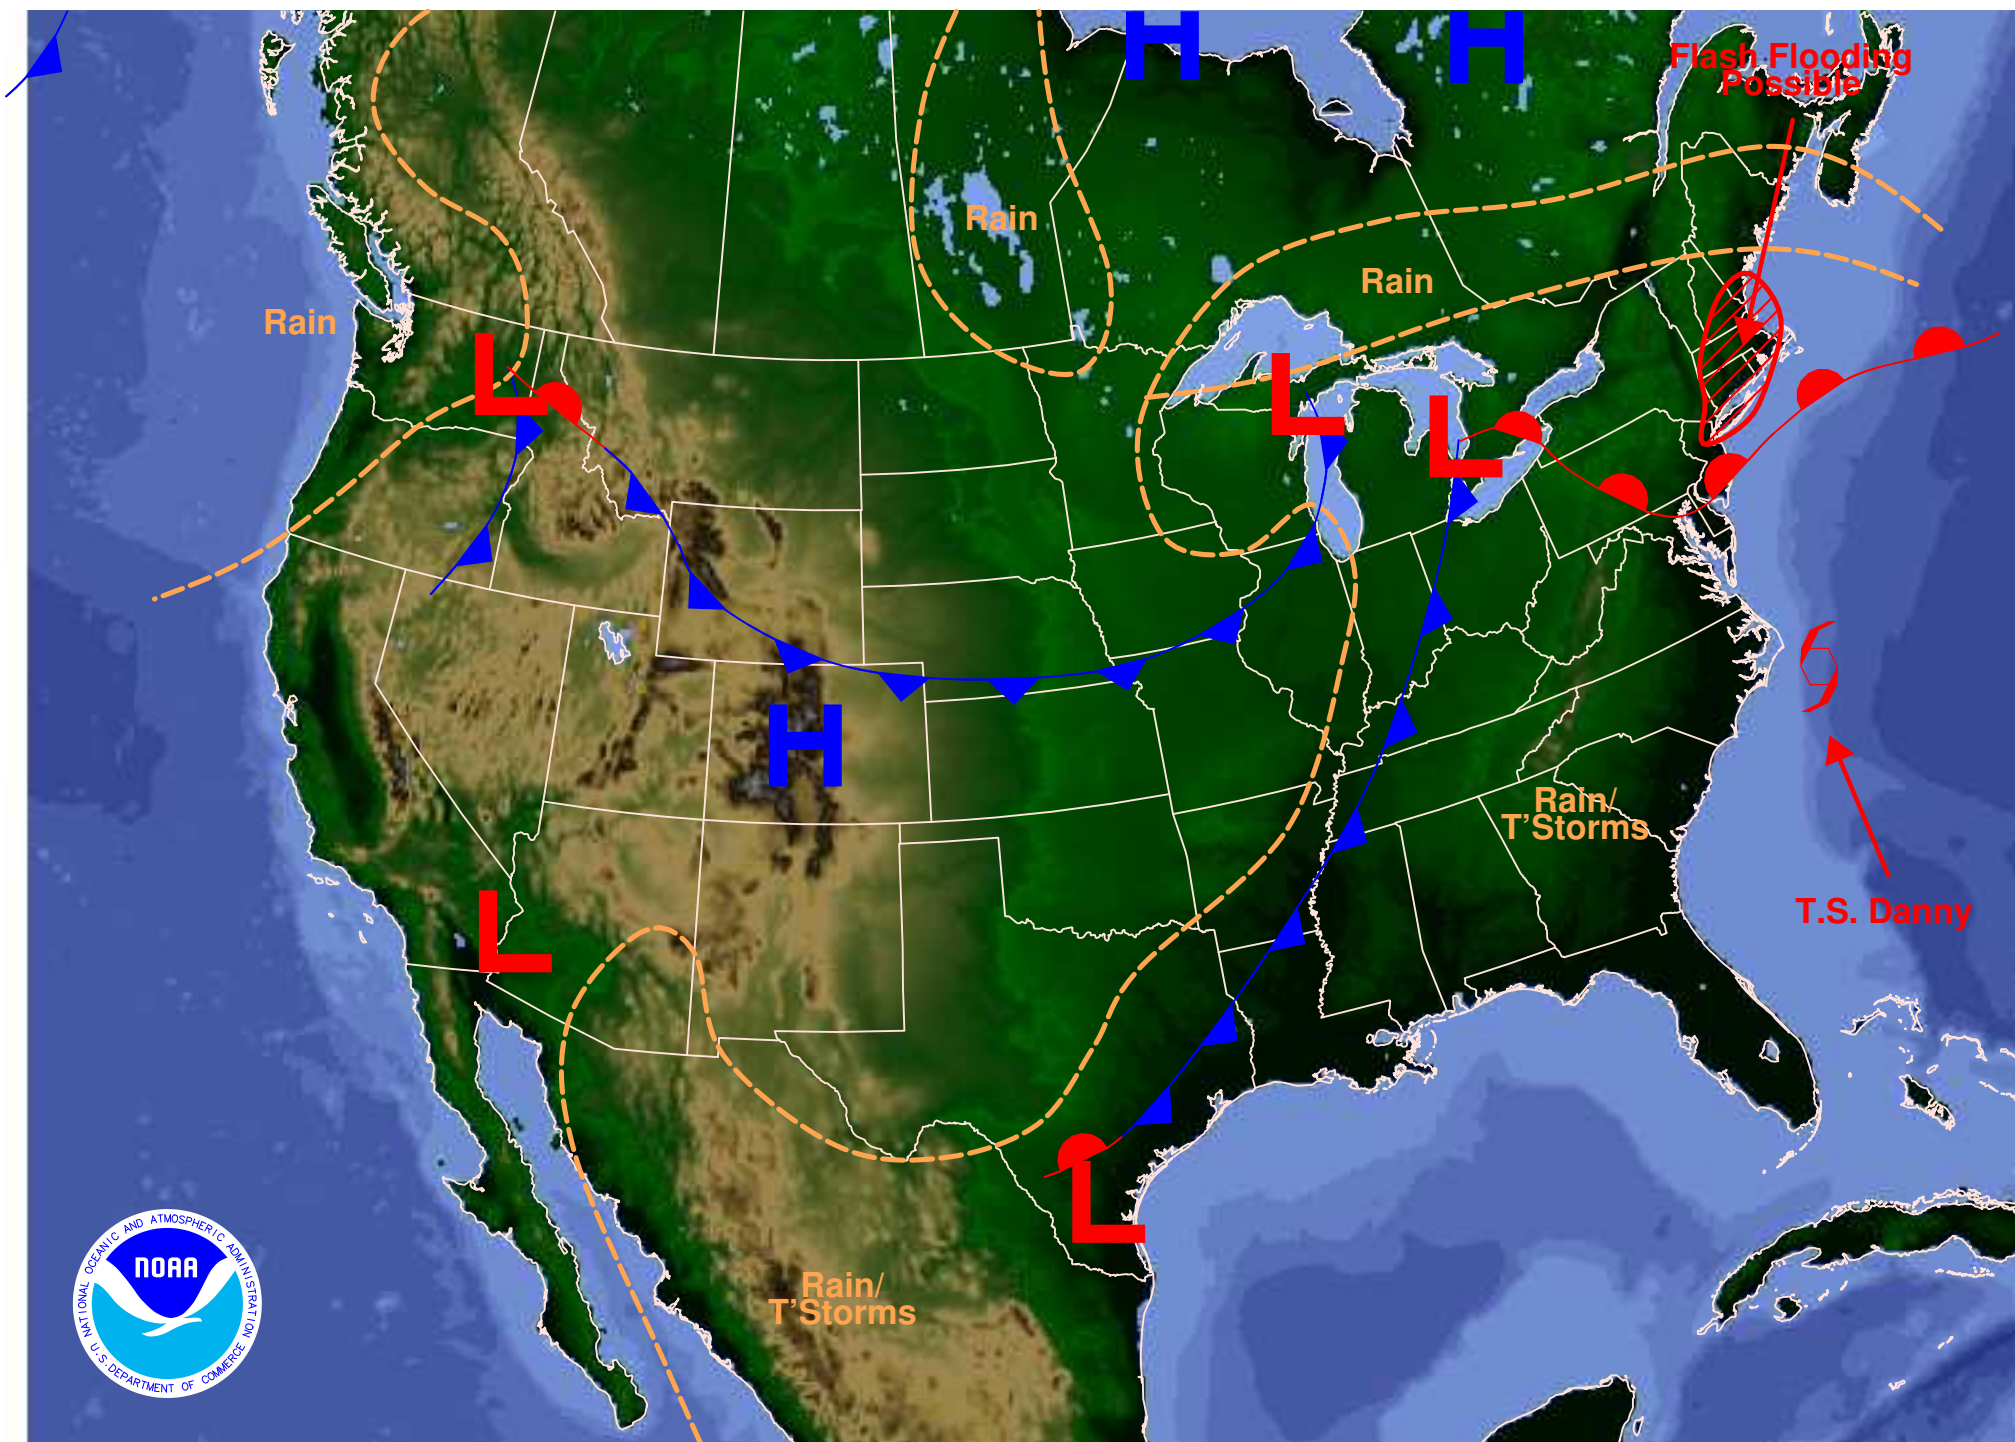 H
H
Flash Flooding
Possible
Rain
Rain
Rain
L
L
L
H
Rain/
T'Storms
L
T.S. Danny
L
Rain/
T'Storms
NATIONAL OCEANIC AND ATMOSPHERIC ADMINISTRATION
NOAA
U.S. DEPARTMENT OF COMMERCE